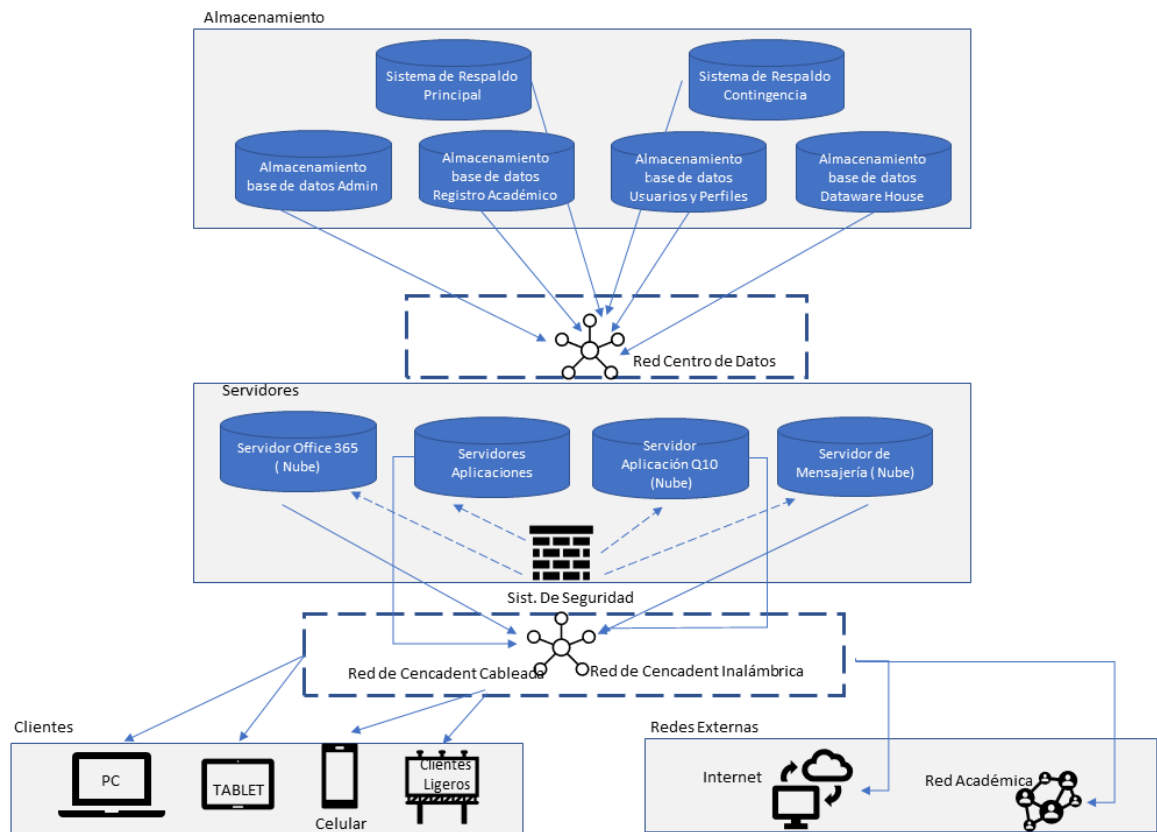 Almacenamiento
Sistema de Respaldo
Principal
Sistema de Respaldo
Contingencia
Almacenamiento
base de datos Admin
Almacenamiento
base de datos
Registro Académico
Almacenamiento
base de datos
Usuarios y Perfiles
Almacenamiento
base de datos
Dataware House
Red Centro de Datos
Servidores
Servidor Office 365
( Nube)
Servidores
Aplicaciones
Servidor
Aplicación Q10
(Nube)
Servidor de
Mensajería ( Nube)
Sist. De Seguridad
Red de Cencadent Cableada
Red de Cencadent Inalámbrica
Clientes
PC
TABLET
Celular
Clientes
Ligeros
Redes Externas
Internet
Red Académica